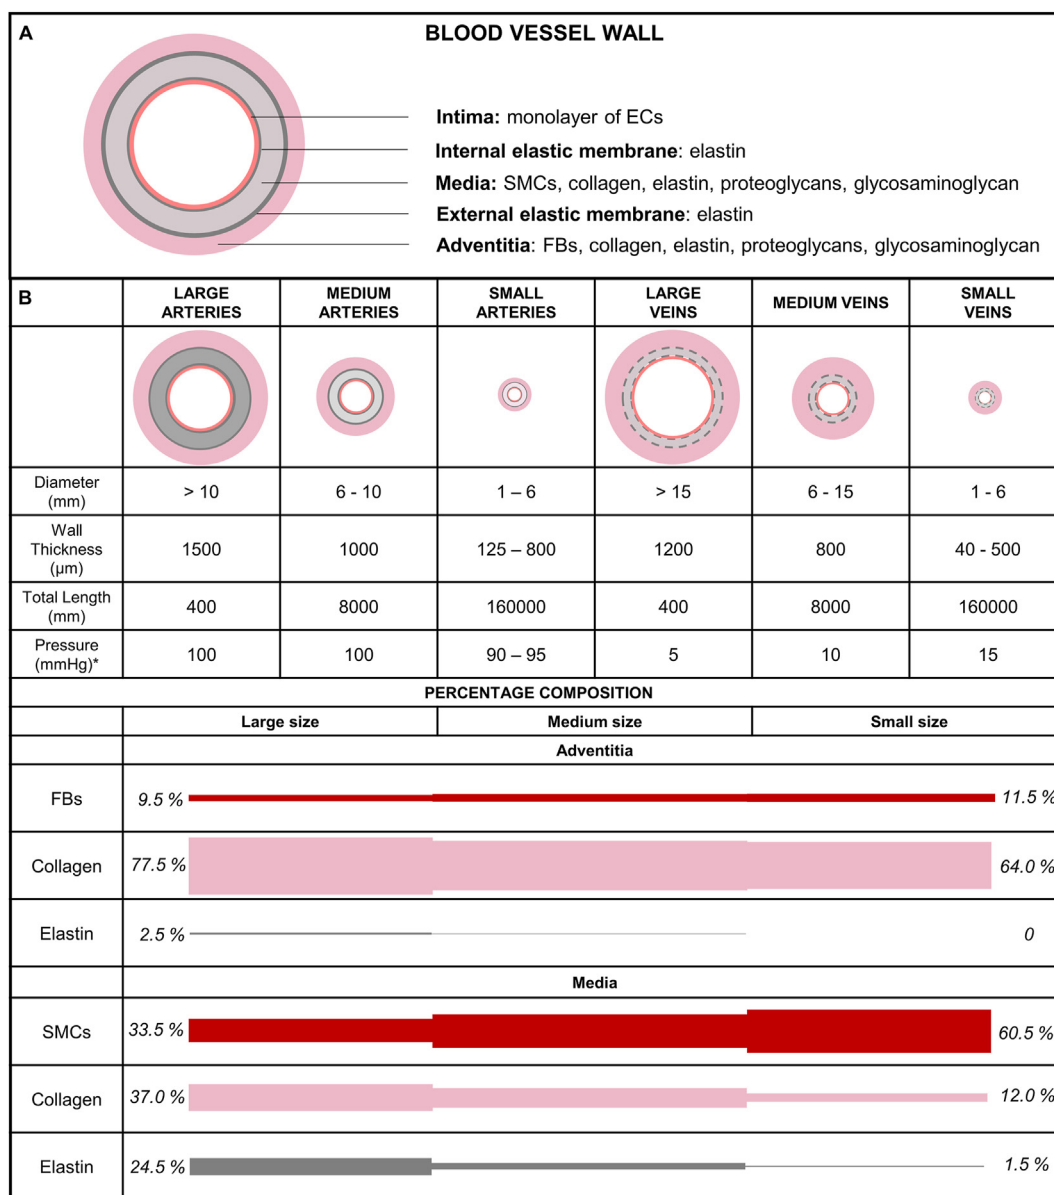 A
BLOOD VESSEL WALL
Intima: monolayer of ECs
Internal elastic membrane: elastin
Media: SMCs, collagen, elastin, proteoglycans, glycosaminoglycan
External elastic membrane: elastin
Adventitia: FBs, collagen, elastin, proteoglycans, glycosaminoglycan
B
LARGE
ARTERIES
MEDIUM
ARTERIES
SMALL
ARTERIES
LARGE
VEINS
MEDIUM VEINS
SMALL
VEINS
Diameter
(mm)
> 10
6 - 10
1 – 6
> 15
6 - 15
1 - 6
Wall
Thickness
(µm)
1500
1000
125 – 800
1200
800
40 - 500
Total Length
(mm)
400
8000
160000
400
8000
160000
Pressure
(mmHg)*
100
100
90 – 95
5
10
15
PERCENTAGE COMPOSITION
Large size
Medium size
Small size
Adventitia
FBs
9.5 %
11.5 %
Collagen
77.5 %
64.0 %
Elastin
2.5 %
0
Media
SMCs
33.5 %
60.5 %
Collagen
37.0 %
12.0 %
Elastin
24.5 %
1.5 %